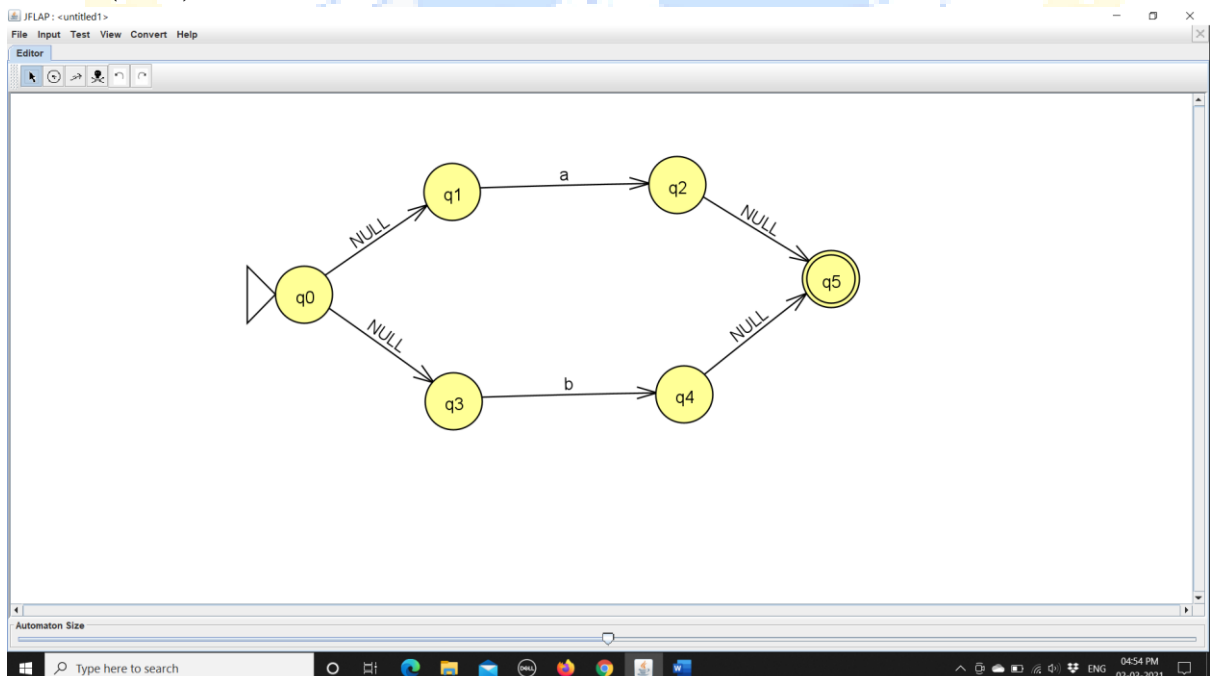 JFLAP : <untitled1>
File Input Test View Convert Help
Editor
NULL
a
NULL
q1
q2
q0
q5
NULL
NULL
q3
b
q4
Automaton Size
Type here to search
DELL
W
ENG
04:54 PM